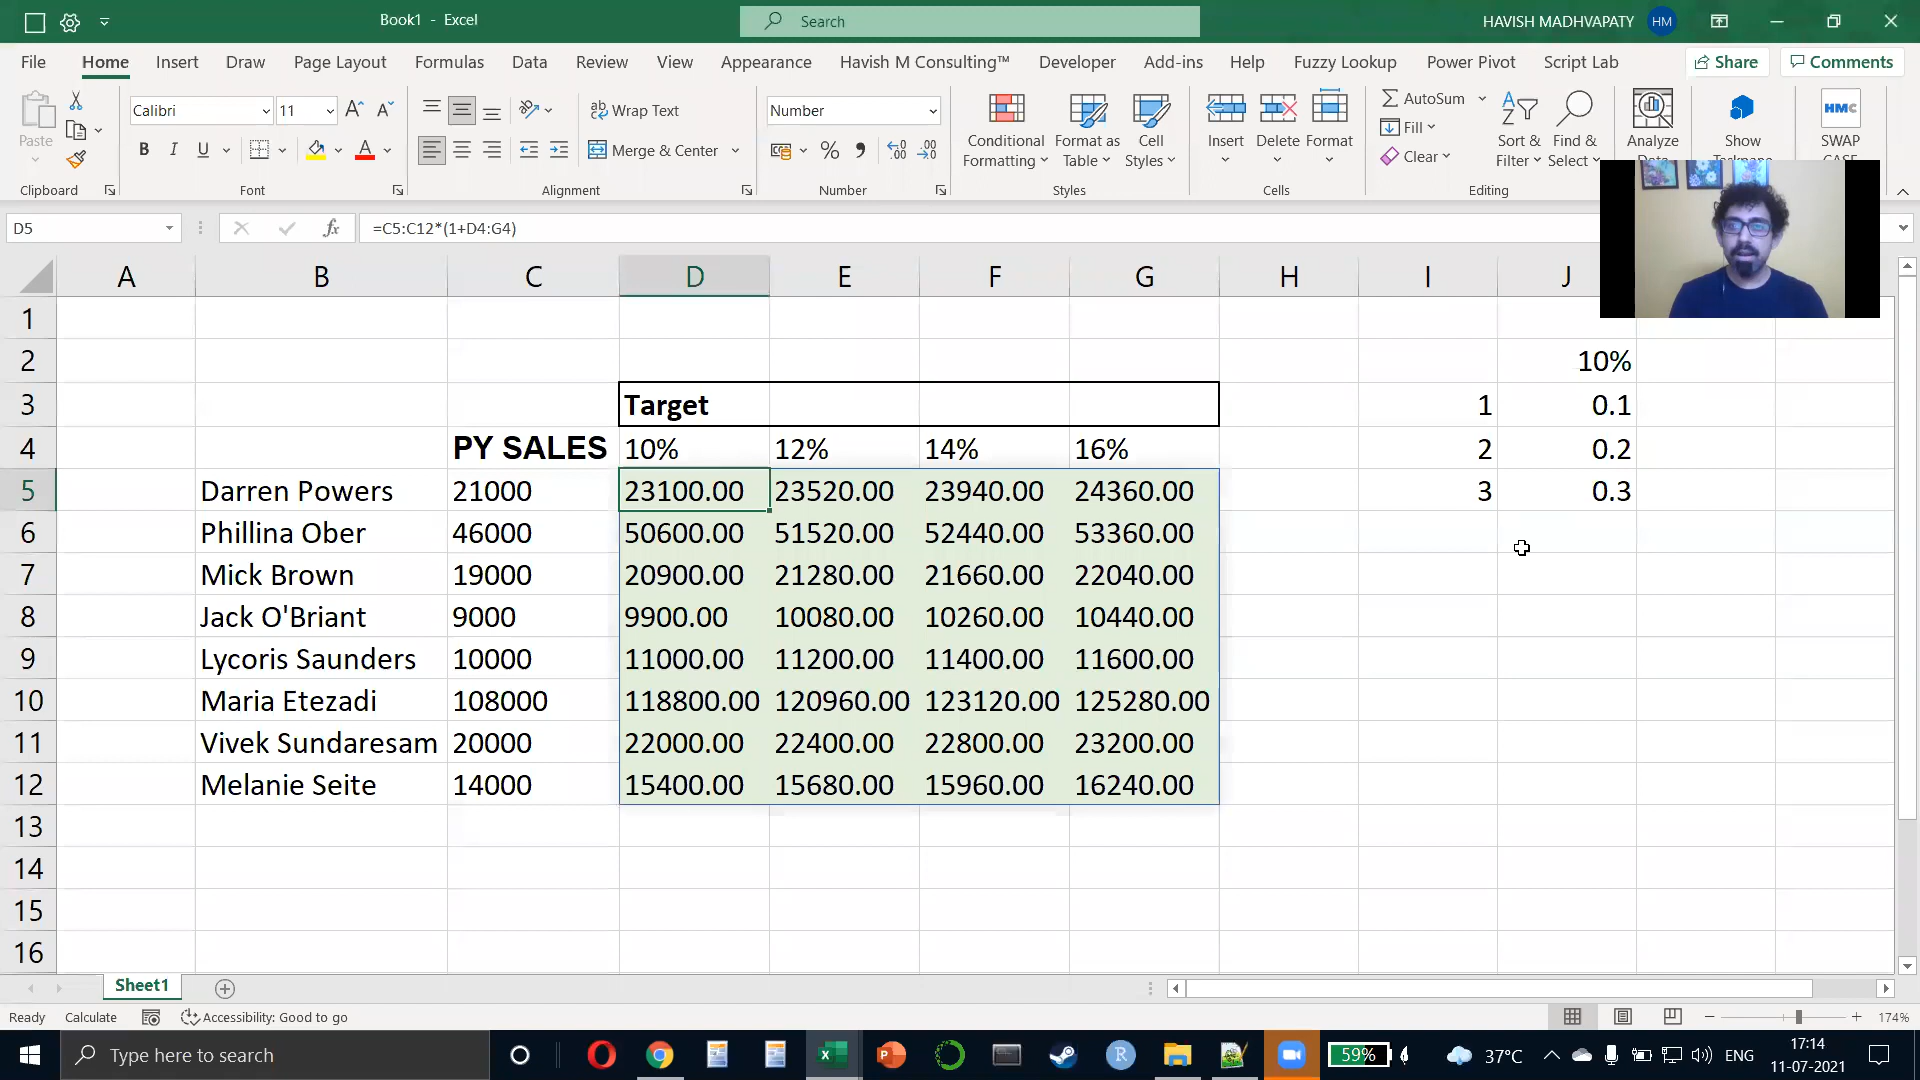 Book1 - Excel
Search
HAVISH MADHVAPATY HM
File Home Insert Draw Page Layout Formulas Data Review View Appearance Havish M Consulting™ Developer Add-ins Help Fuzzy Lookup Power Pivot Script Lab Share Comments
Paste
Clipboard
Calibri 11
B I U
A A
Font
Wrap Text
Merge & Center
Alignment
Number
% 9
Number
Conditional Formatting
Format as Table
Cell Styles
Styles
Insert
Delete
Format
Cells
AutoSum
Fill
Clear
Sort & Filter
Find & Select
Editing
Analyze
Show
HMC
SWAP
D5 fx =C5:C12*(1+D4:G4)
A B C D E F G H I J
1
2 10%
3 Target 1 0.1
4 PY SALES 10% 12% 14% 16% 2 0.2
5 Darren Powers 21000 23100.00 23520.00 23940.00 24360.00 3 0.3
6 Phillina Ober 46000 50600.00 51520.00 52440.00 53360.00
7 Mick Brown 19000 20900.00 21280.00 21660.00 22040.00
8 Jack O'Briant 9000 9900.00 10080.00 10260.00 10440.00
9 Lycoris Saunders 10000 11000.00 11200.00 11400.00 11600.00
10 Maria Etezadi 108000 118800.00 120960.00 123120.00 125280.00
11 Vivek Sundaresam 20000 22000.00 22400.00 22800.00 23200.00
12 Melanie Seite 14000 15400.00 15680.00 15960.00 16240.00
13
14
15
16
Sheet1
Ready Calculate Accessibility: Good to go 174%
Type here to search
59% 37°C ENG 17:14
11-07-2021